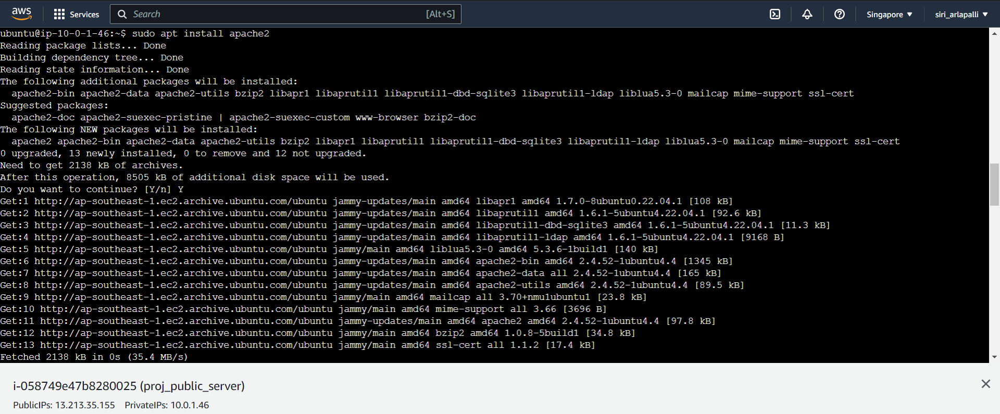 aws Services Search [Alt+S] Singapore siri_arlapalli
ubuntu@ip-10-0-1-46:~$ sudo apt install apache2
Reading package lists... Done
Building dependency tree... Done
Reading state information... Done
The following additional packages will be installed:
  apache2-bin apache2-data apache2-utils bzip2 libapr1 libaprutil1 libaprutil1-dbd-sqlite3 libaprutil1-ldap liblua5.3-0 mailcap mime-support ssl-cert
Suggested packages:
  apache2-doc apache2-suexec-pristine | apache2-suexec-custom www-browser bzip2-doc
The following NEW packages will be installed:
  apache2 apache2-bin apache2-data apache2-utils bzip2 libapr1 libaprutil1 libaprutil1-dbd-sqlite3 libaprutil1-ldap liblua5.3-0 mailcap mime-support ssl-cert
0 upgraded, 13 newly installed, 0 to remove and 12 not upgraded.
Need to get 2138 kB of archives.
After this operation, 8505 kB of additional disk space will be used.
Do you want to continue? [Y/n] Y
Get:1 http://ap-southeast-1.ec2.archive.ubuntu.com/ubuntu jammy-updates/main amd64 libapr1 amd64 1.7.0-8ubuntu0.22.04.1 [108 kB]
Get:2 http://ap-southeast-1.ec2.archive.ubuntu.com/ubuntu jammy-updates/main amd64 libaprutil1 amd64 1.6.1-5ubuntu4.22.04.1 [92.6 kB]
Get:3 http://ap-southeast-1.ec2.archive.ubuntu.com/ubuntu jammy-updates/main amd64 libaprutil1-dbd-sqlite3 amd64 1.6.1-5ubuntu4.22.04.1 [11.3 kB]
Get:4 http://ap-southeast-1.ec2.archive.ubuntu.com/ubuntu jammy-updates/main amd64 libaprutil1-ldap amd64 1.6.1-5ubuntu4.22.04.1 [9168 B]
Get:5 http://ap-southeast-1.ec2.archive.ubuntu.com/ubuntu jammy/main amd64 liblua5.3-0 amd64 5.3.6-1build1 [140 kB]
Get:6 http://ap-southeast-1.ec2.archive.ubuntu.com/ubuntu jammy-updates/main amd64 apache2-bin amd64 2.4.52-1ubuntu4.4 [1345 kB]
Get:7 http://ap-southeast-1.ec2.archive.ubuntu.com/ubuntu jammy-updates/main amd64 apache2-data all 2.4.52-1ubuntu4.4 [165 kB]
Get:8 http://ap-southeast-1.ec2.archive.ubuntu.com/ubuntu jammy-updates/main amd64 apache2-utils amd64 2.4.52-1ubuntu4.4 [89.5 kB]
Get:9 http://ap-southeast-1.ec2.archive.ubuntu.com/ubuntu jammy/main amd64 mailcap all 3.70+nmu1ubuntu1 [23.8 kB]
Get:10 http://ap-southeast-1.ec2.archive.ubuntu.com/ubuntu jammy/main amd64 mime-support all 3.66 [3696 B]
Get:11 http://ap-southeast-1.ec2.archive.ubuntu.com/ubuntu jammy-updates/main amd64 apache2 amd64 2.4.52-1ubuntu4.4 [97.8 kB]
Get:12 http://ap-southeast-1.ec2.archive.ubuntu.com/ubuntu jammy/main amd64 bzip2 amd64 1.0.8-5build1 [34.8 kB]
Get:13 http://ap-southeast-1.ec2.archive.ubuntu.com/ubuntu jammy/main amd64 ssl-cert all 1.1.2 [17.4 kB]
Fetched 2138 kB in 0s (35.4 MB/s)
i-058749e47b8280025 (proj_public_server)
PublicIPs: 13.213.35.155 PrivateIPs: 10.0.1.46